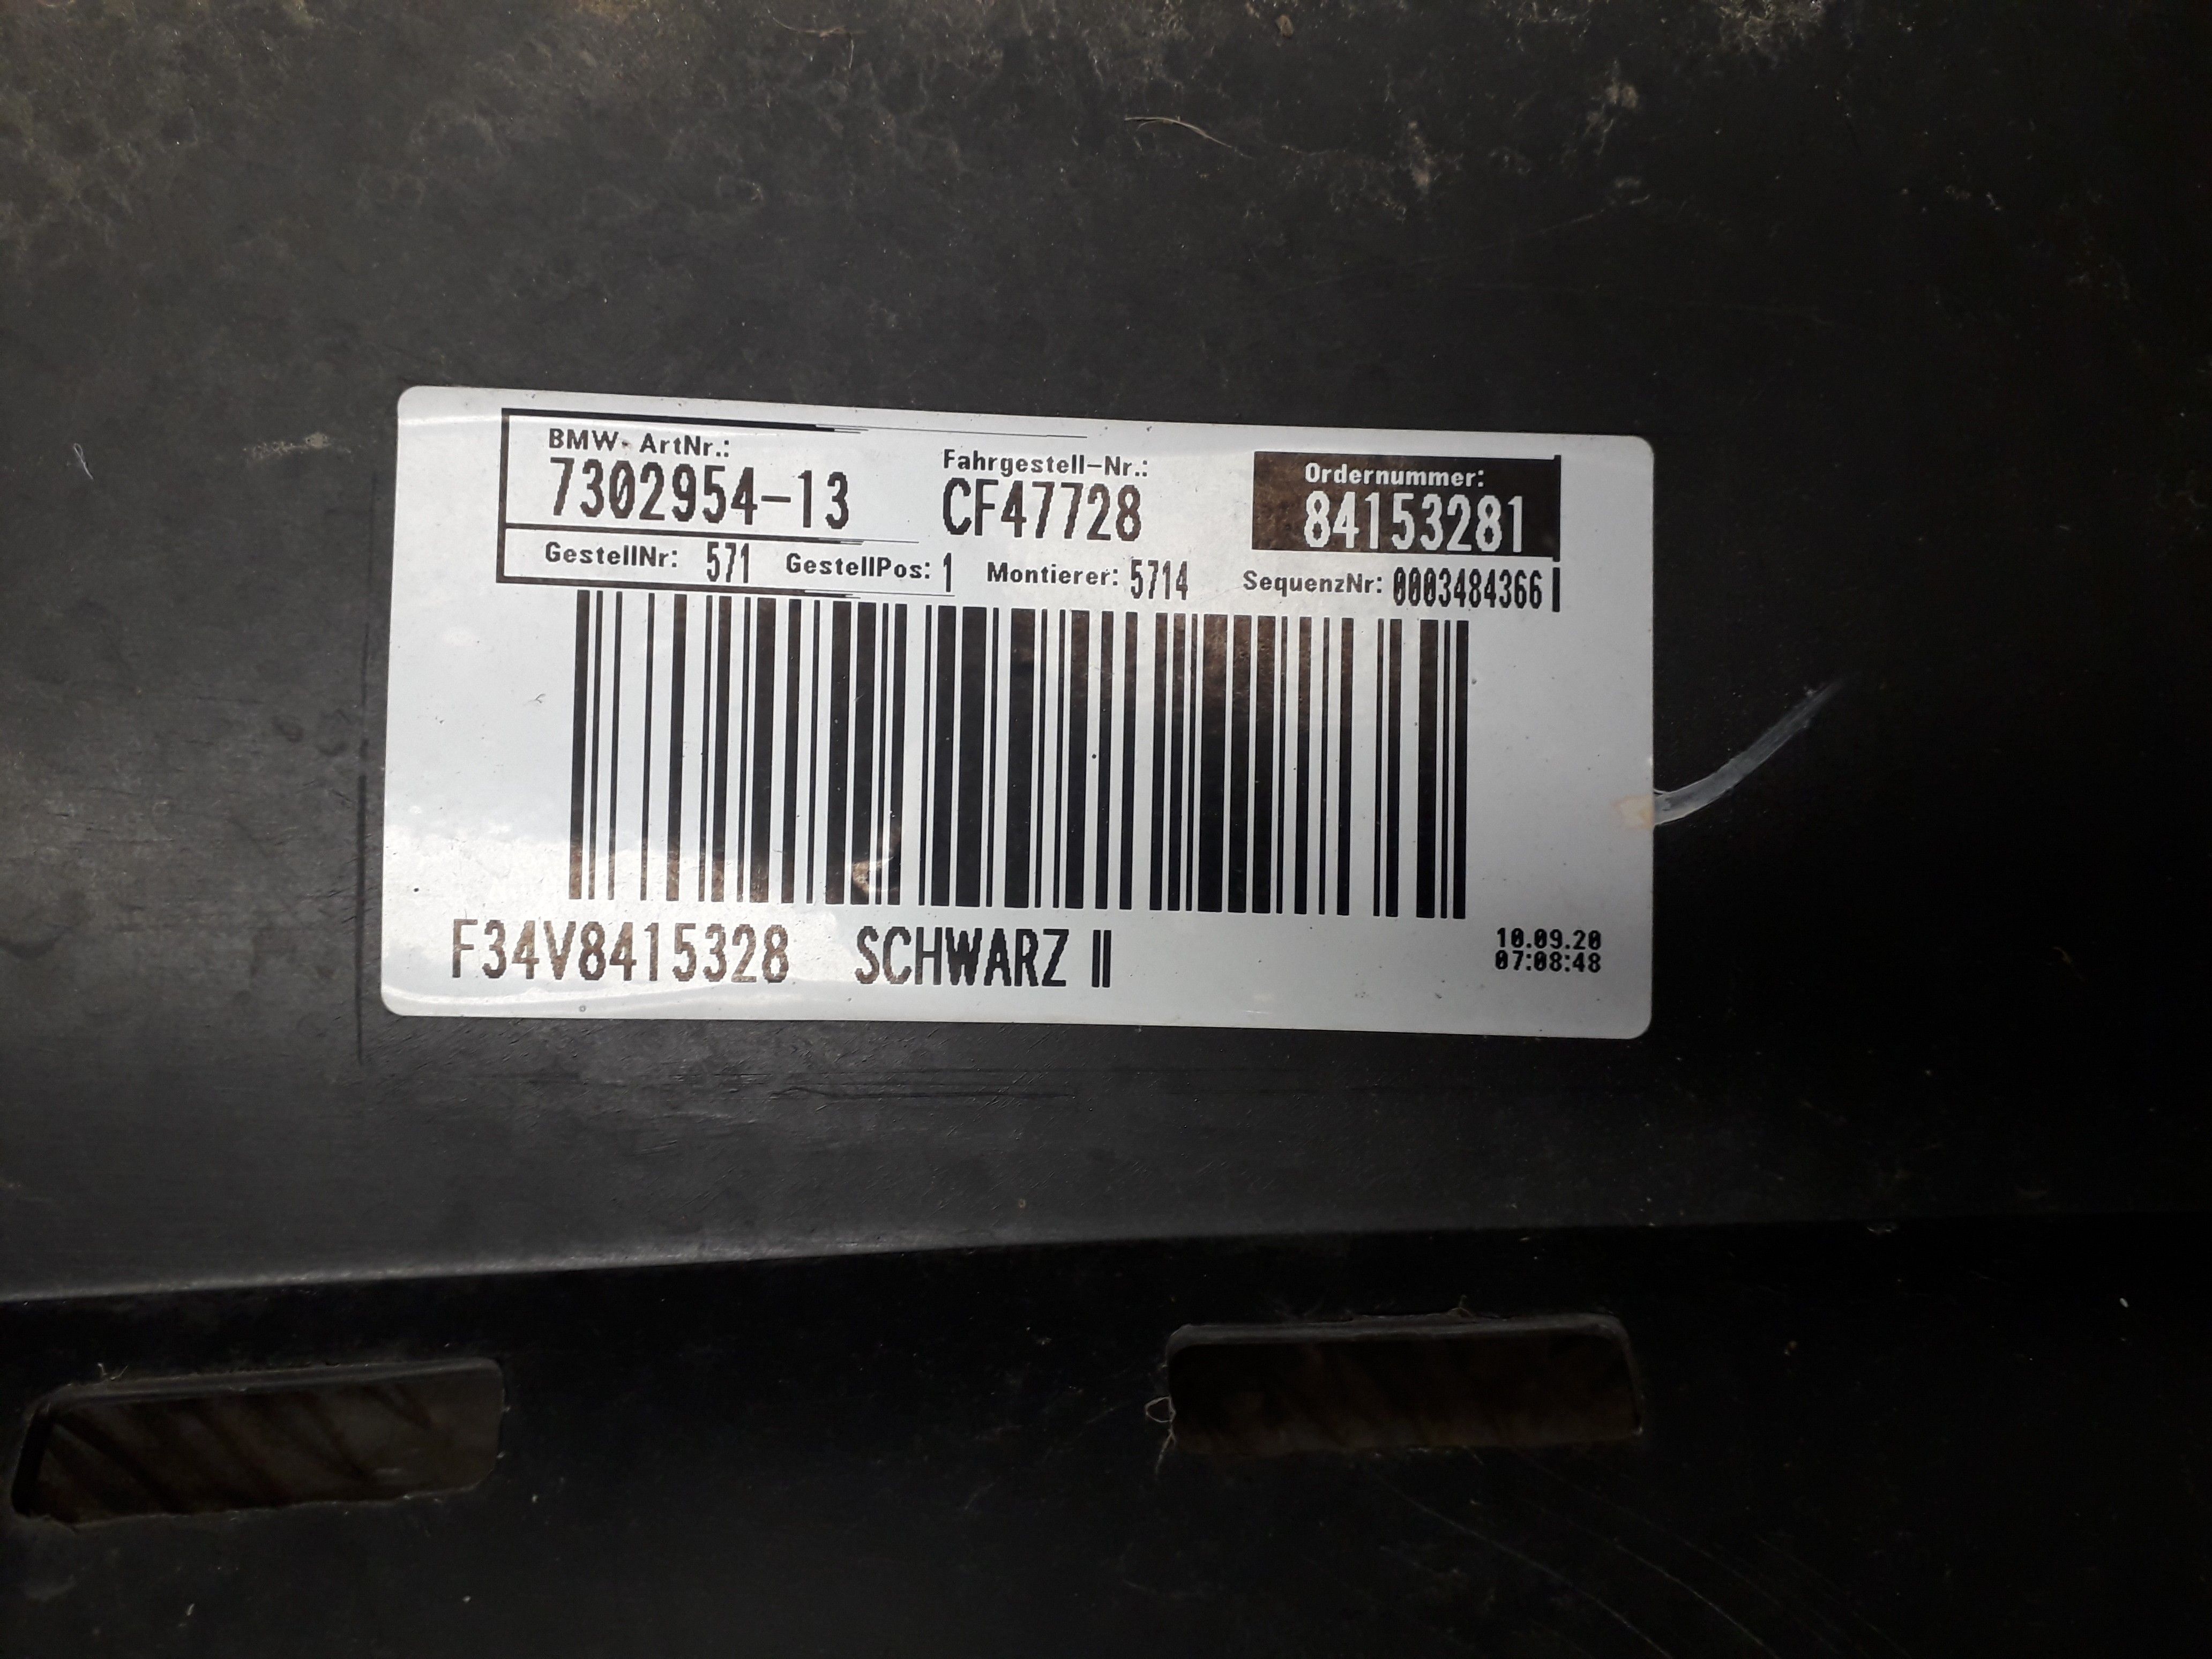 BMW- ArtNr.: Fahrgestell-Nr.: Ordernummer:
7302954-13 CF47728 84153281
GestellNr: 571 GestellPos: 1 Montierer: 5714 SequenzNr: 0003484366
F34V8415328 SCHWARZ II
10.09.20
07:08:48